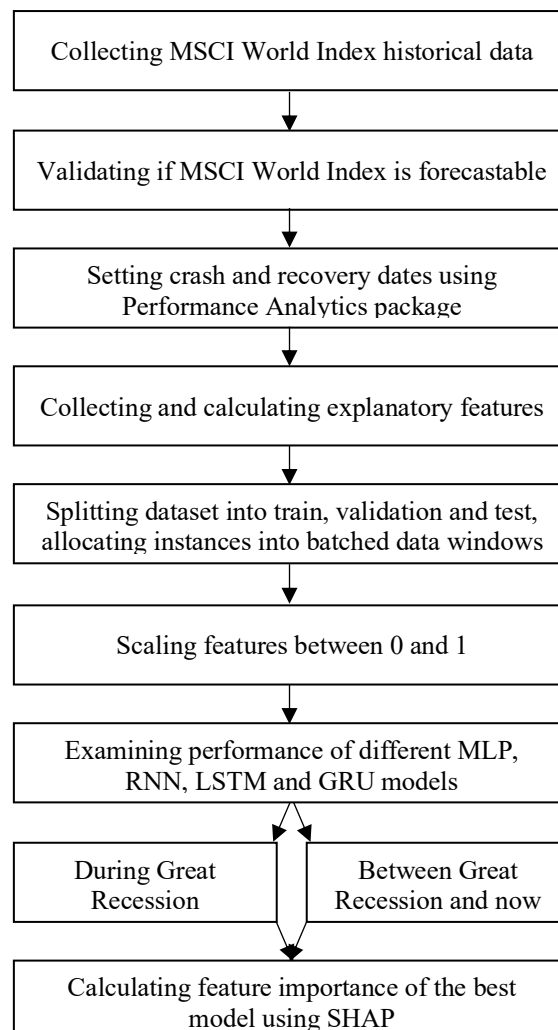 Collecting MSCI World Index historical data
Validating if MSCI World Index is forecastable
Setting crash and recovery dates using
Performance Analytics package
Collecting and calculating explanatory features
Splitting dataset into train, validation and test,
allocating instances into batched data windows
Scaling features between 0 and 1
Examining performance of different MLP,
RNN, LSTM and GRU models
During Great
Recession
Between Great
Recession and now
Calculating feature importance of the best
model using SHAP